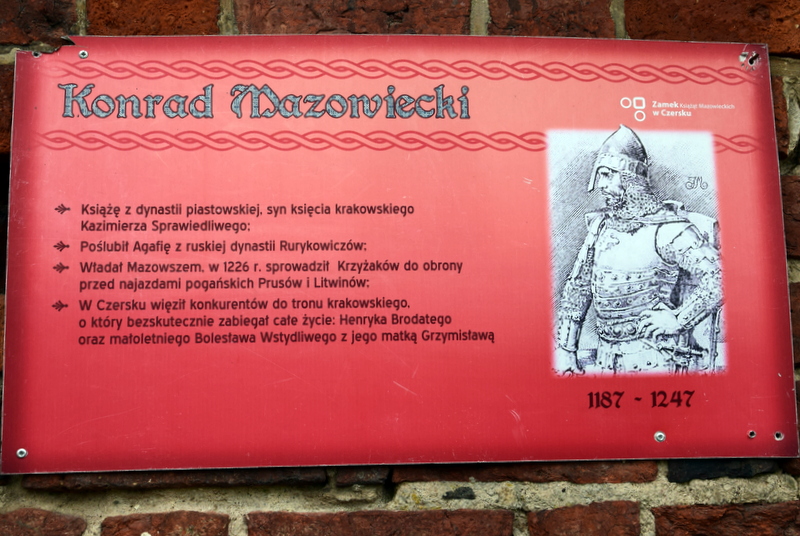 Konrad Mazowiecki
Zamek Książąt Mazowieckich
w Czersku
Książę z dynastii piastowskiej, syn księcia krakowskiego
Kazimierza Sprawiedliwego;
Poślubił Agafię z ruskiej dynastii Rurykowiczów;
Władał Mazowszem, w 1226 r. sprowadził Krzyżaków do obrony
przed najazdami pogańskich Prusów i Litwinów;
W Czersku więził konkurentów do tronu krakowskiego,
o który bezskutecznie zabiegał całe życie: Henryka Brodatego
oraz małoletniego Bolesława Wstydliwego z jego matką Grzymisławą
JM
1187 - 1247